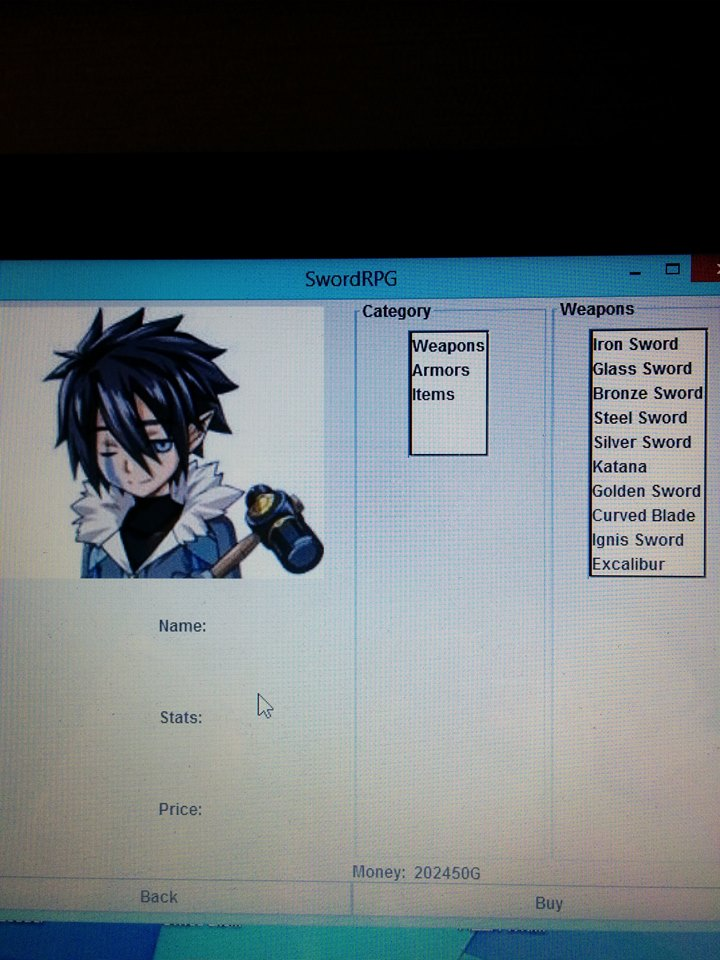 SwordRPG
Category
Weapons
Armors
Items
Weapons
Iron Sword
Glass Sword
Bronze Sword
Steel Sword
Silver Sword
Katana
Golden Sword
Curved Blade
Ignis Sword
Excalibur
Name:
Stats:
Price:
Money: 202450G
Back
Buy